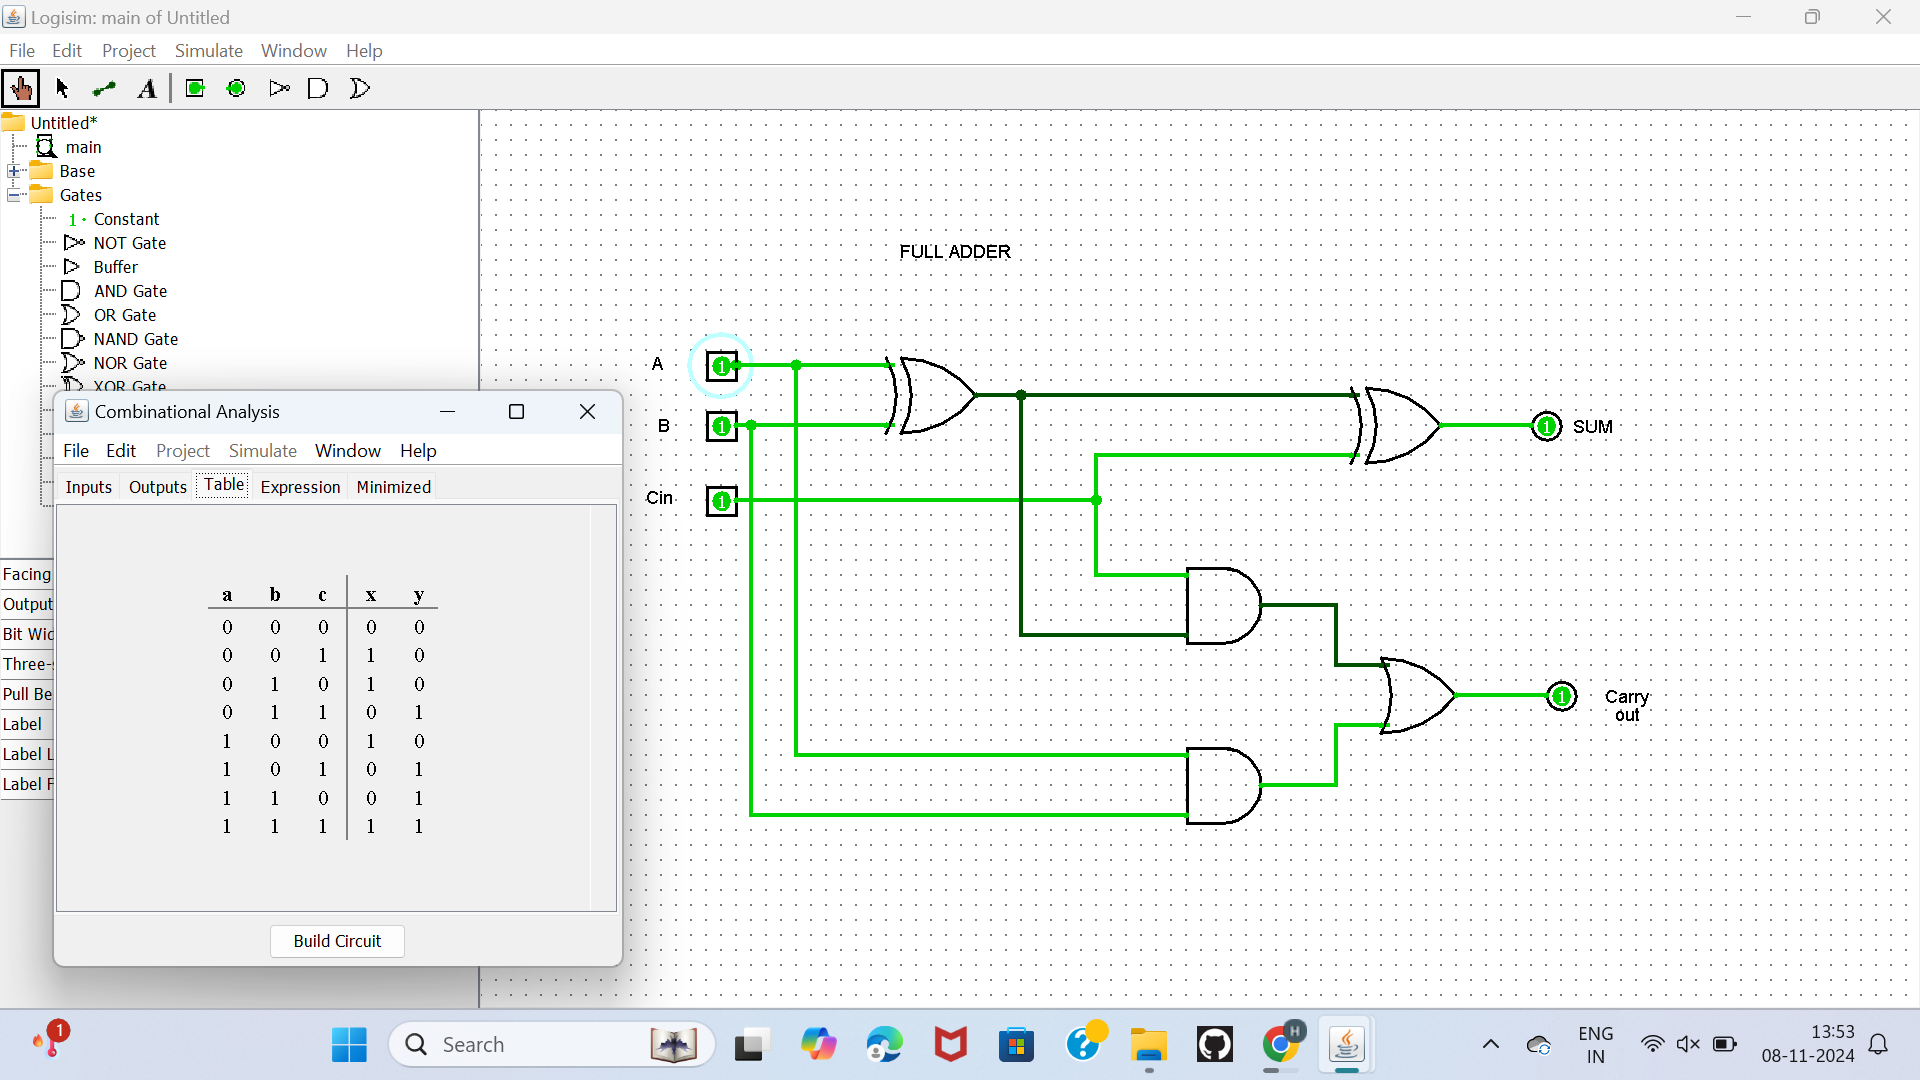 Logisim: main of Untitled
File Edit Project Simulate Window Help
A
Untitled*
main
Base
Gates
1 Constant
NOT Gate
Buffer
AND Gate
OR Gate
NAND Gate
NOR Gate
XOR Gate
Facing
Output
Bit Wid
Three-s
Pull Be
Label
Label L
Label F
Combinational Analysis
File Edit Project Simulate Window Help
Inputs Outputs Table Expression Minimized
a b c x y
0 0 0 0 0
0 0 1 1 0
0 1 0 1 0
0 1 1 0 1
1 0 0 1 0
1 0 1 0 1
1 1 0 0 1
1 1 1 1 1
Build Circuit
FULL ADDER
A 1
B 1
Cin 1
1 SUM
1 Carry
out
1
Search
?
H
ENG
IN
13:53
08-11-2024